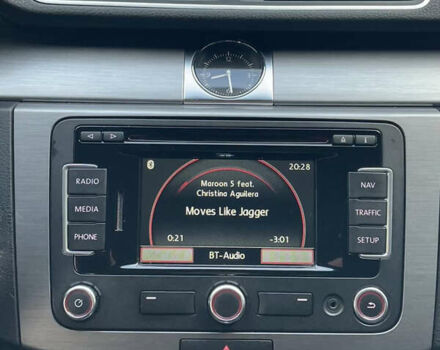 RADIO
MEDIA
PHONE
20:28
Maroon 5 feat.
Christina Aguilera
Moves Like Jagger
0:21
-3:01
BT-Audio
NAV
TRAFFIC
SETUP